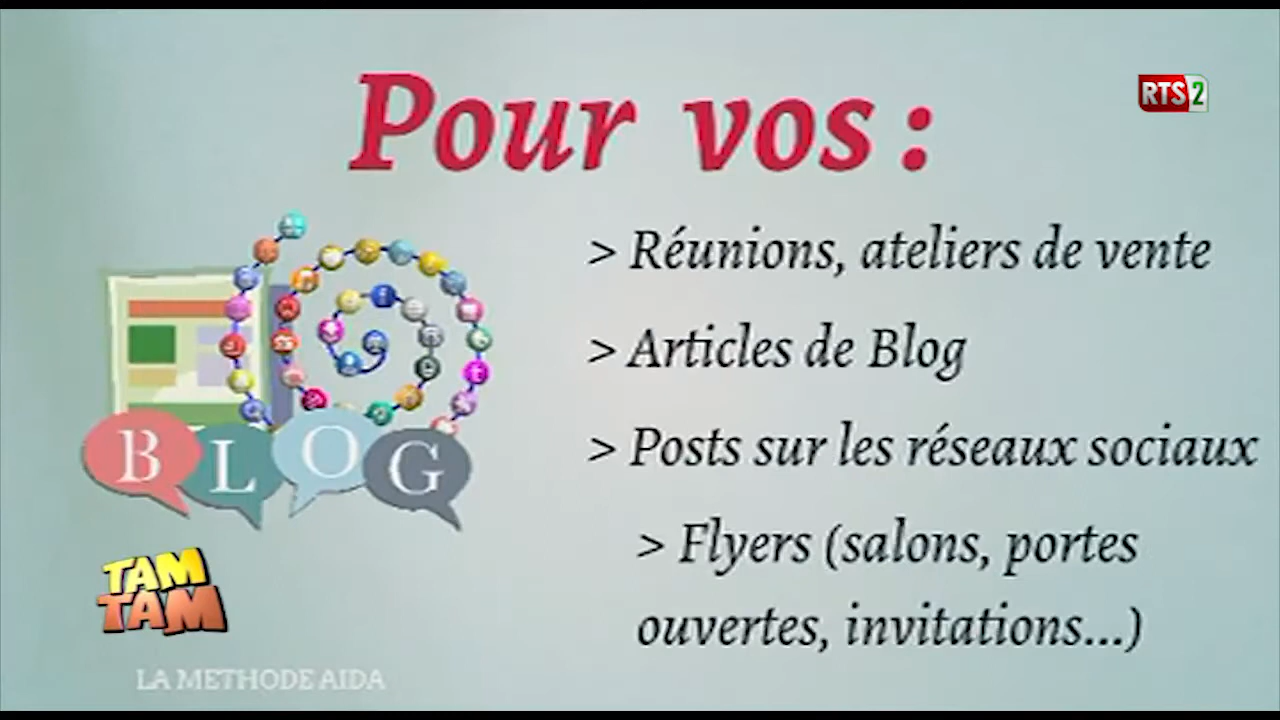 Pour vos :
RTS2
> Réunions, ateliers de vente
> Articles de Blog
> Posts sur les réseaux sociaux
> Flyers (salons, portes
ouvertes, invitations...)
BLOG
TAM
TAM
LA METHODE AIDA